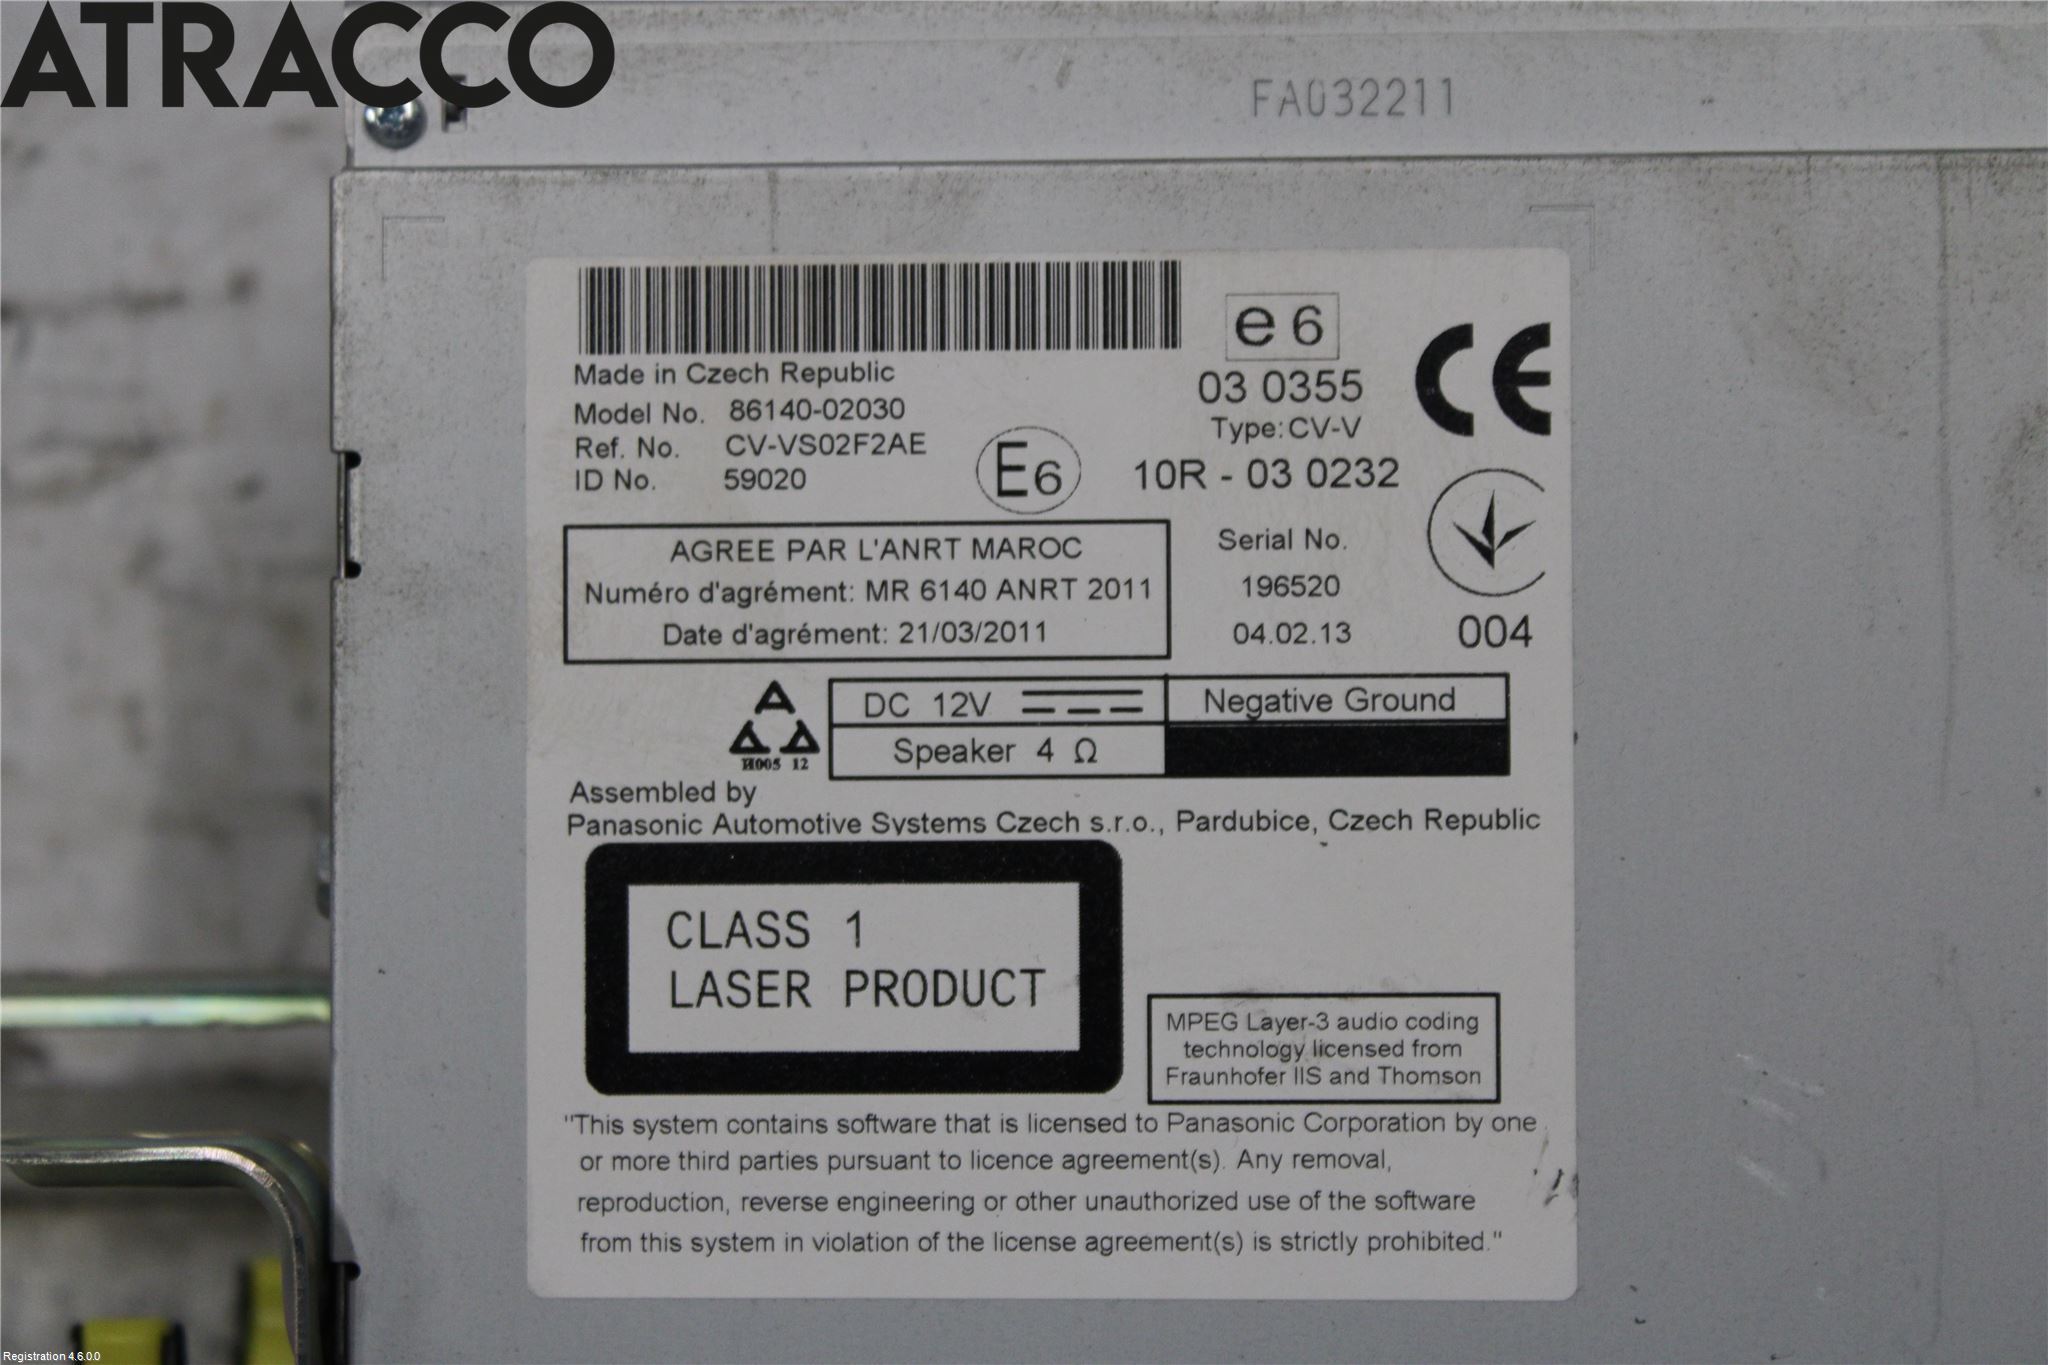 ATRACCO
FA032211
Made in Czech Republic
Model No. 86140-02030
Ref. No. CV-VS02F2AE
ID No. 59020
e6
03 0355
Type:CV-V
E6
10R - 03 0232
CE
AGREE PAR L'ANRT MAROC
Numéro d'agrément: MR 6140 ANRT 2011
Date d'agrément: 21/03/2011
Serial No.
196520
04.02.13
004
H005 12
DC 12V
Negative Ground
Speaker 4 Ω
Assembled by
Panasonic Automotive Systems Czech s.r.o., Pardubice, Czech Republic
CLASS 1
LASER PRODUCT
MPEG Layer-3 audio coding
technology licensed from
Fraunhofer IIS and Thomson
"This system contains software that is licensed to Panasonic Corporation by one
or more third parties pursuant to licence agreement(s). Any removal,
reproduction, reverse engineering or other unauthorized use of the software
from this system in violation of the license agreement(s) is strictly prohibited."
Registration 4.6.0.0